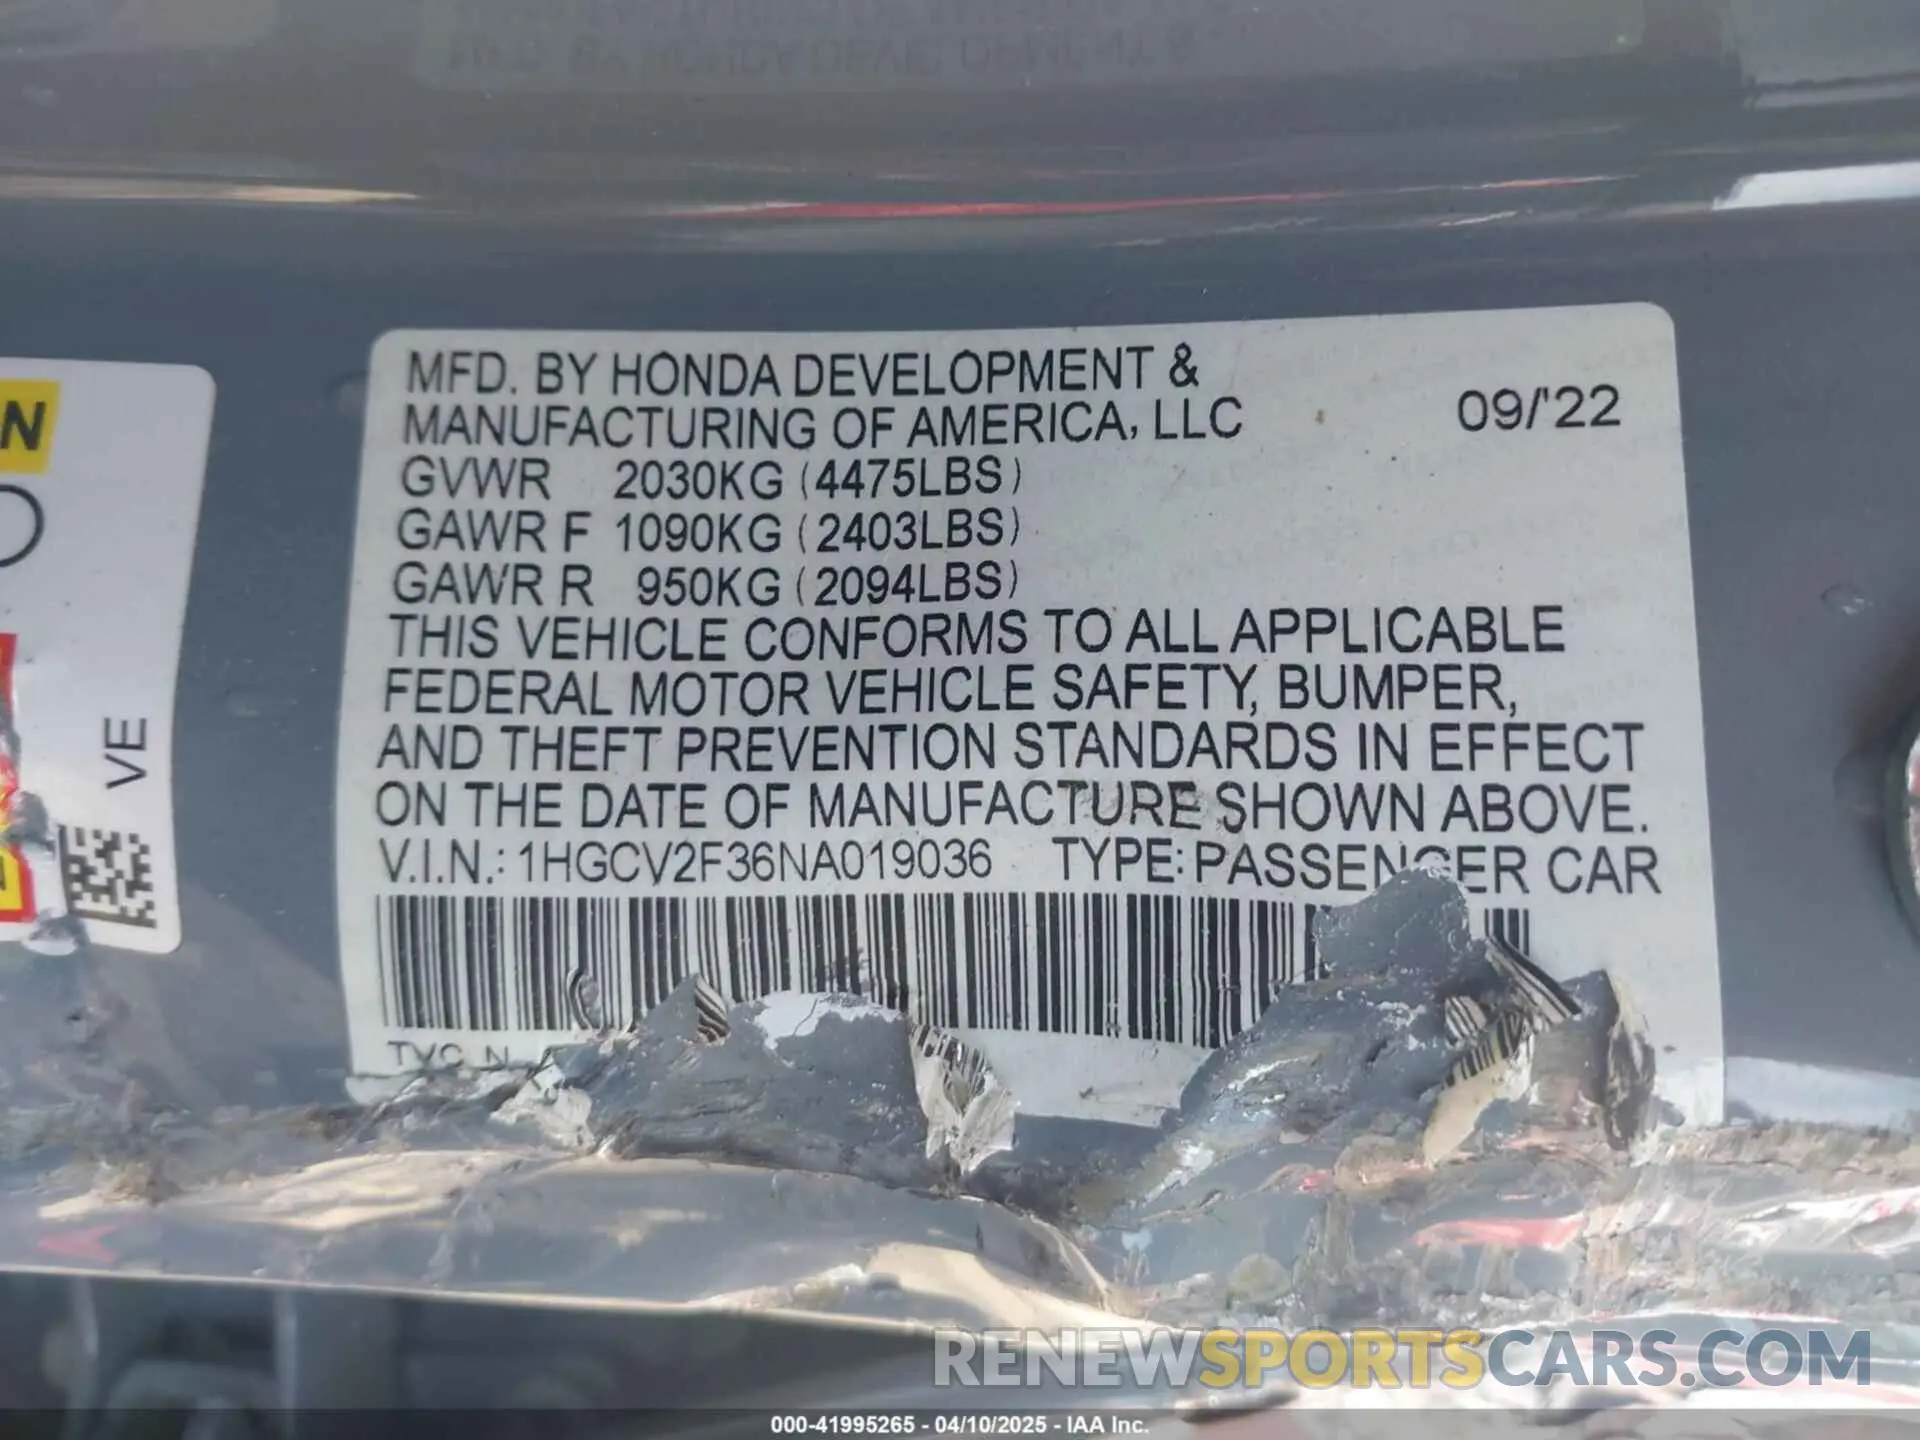 MFD. BY HONDA DEVELOPMENT &
MANUFACTURING OF AMERICA, LLC 09/'22
GVWR 2030KG (4475LBS)
GAWR F 1090KG (2403LBS)
GAWR R 950KG (2094LBS)
THIS VEHICLE CONFORMS TO ALL APPLICABLE
FEDERAL MOTOR VEHICLE SAFETY, BUMPER,
AND THEFT PREVENTION STANDARDS IN EFFECT
ON THE DATE OF MANUFACTURE SHOWN ABOVE.
V.I.N.: 1HGCV2F36NA019036 TYPE: PASSENGER CAR
N
VE
RENEWSPORTSCARS.COM
000-41995265 - 04/10/2025 - IAA Inc.